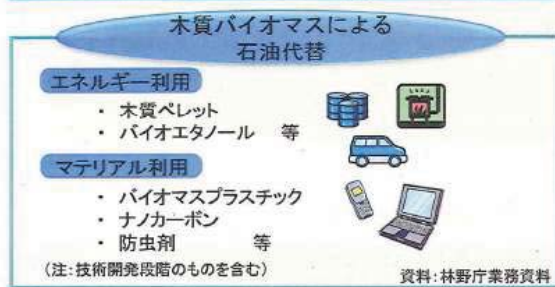 木質バイオマスによる
石油代替
エネルギー利用
・ 木質ペレット
・ バイオエタノール 等
マテリアル利用
・ バイオマスプラスチック
・ ナノカーボン
・ 防虫剤 等
(注:技術開発段階のものを含む)
資料:林野庁業務資料